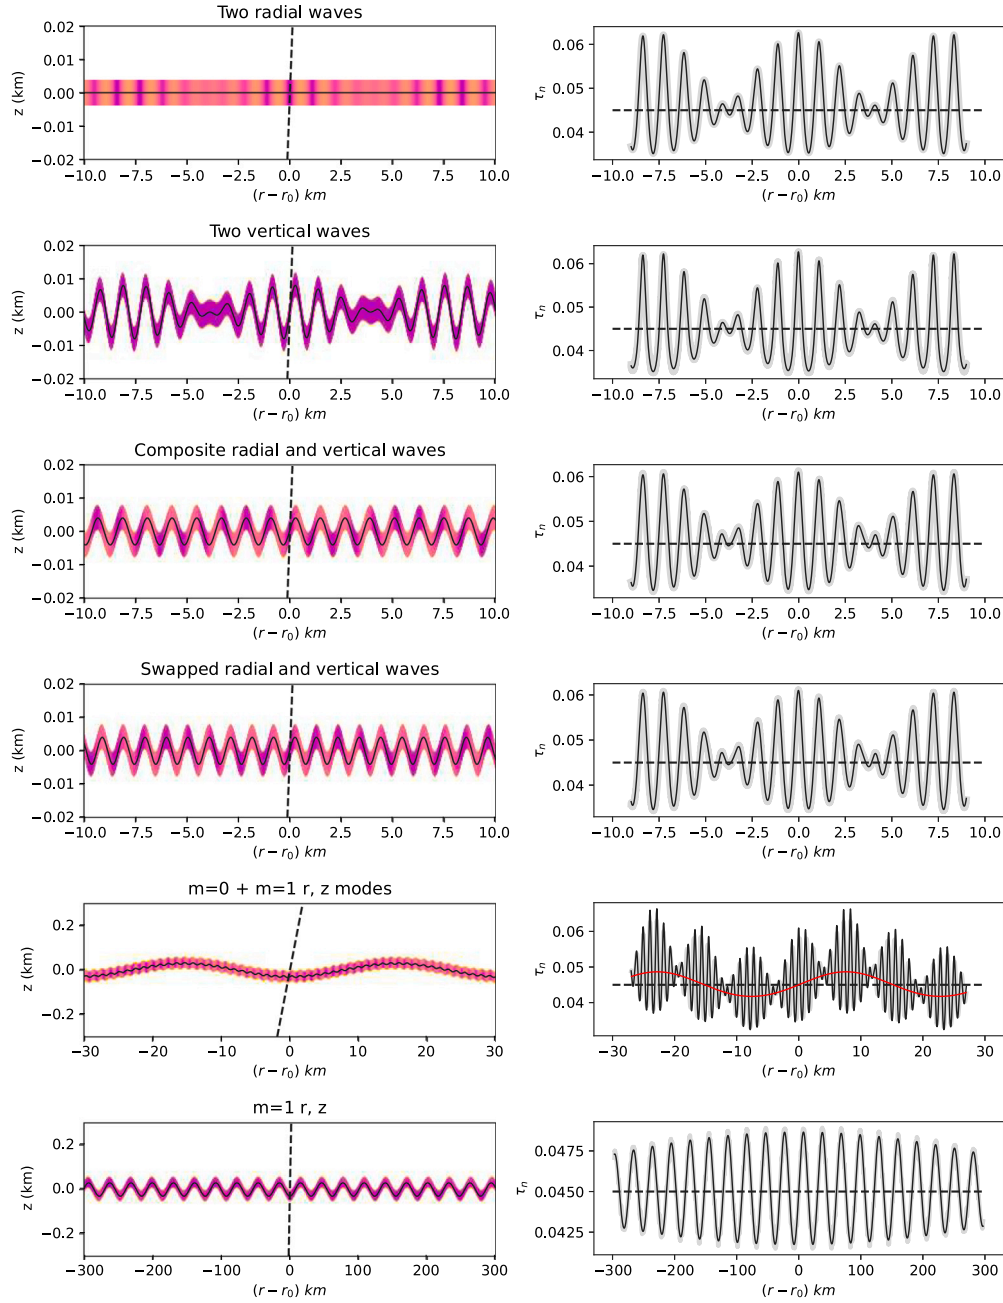 Two radial waves
0.02
0.01
0.00
−0.01
−0.02
z (km)
−10.0 −7.5 −5.0 −2.5 0.0 2.5 5.0 7.5 10.0
(r − r₀) km
0.06
0.05
0.04
τₙ
−10.0 −7.5 −5.0 −2.5 0.0 2.5 5.0 7.5 10.0
(r − r₀) km
Two vertical waves
0.02
0.01
0.00
−0.01
−0.02
z (km)
−10.0 −7.5 −5.0 −2.5 0.0 2.5 5.0 7.5 10.0
(r − r₀) km
0.06
0.05
0.04
τₙ
−10.0 −7.5 −5.0 −2.5 0.0 2.5 5.0 7.5 10.0
(r − r₀) km
Composite radial and vertical waves
0.02
0.01
0.00
−0.01
−0.02
z (km)
−10.0 −7.5 −5.0 −2.5 0.0 2.5 5.0 7.5 10.0
(r − r₀) km
0.06
0.05
0.04
τₙ
−10.0 −7.5 −5.0 −2.5 0.0 2.5 5.0 7.5 10.0
(r − r₀) km
Swapped radial and vertical waves
0.02
0.01
0.00
−0.01
−0.02
z (km)
−10.0 −7.5 −5.0 −2.5 0.0 2.5 5.0 7.5 10.0
(r − r₀) km
0.06
0.05
0.04
τₙ
−10.0 −7.5 −5.0 −2.5 0.0 2.5 5.0 7.5 10.0
(r − r₀) km
m=0 + m=1 r, z modes
0.2
0.0
−0.2
z (km)
−30 −20 −10 0 10 20 30
(r − r₀) km
0.06
0.05
0.04
τₙ
−30 −20 −10 0 10 20 30
(r − r₀) km
m=1 r, z
0.2
0.0
−0.2
z (km)
−300 −200 −100 0 100 200 300
(r − r₀) km
0.0475
0.0450
0.0425
τₙ
−300 −200 −100 0 100 200 300
(r − r₀) km